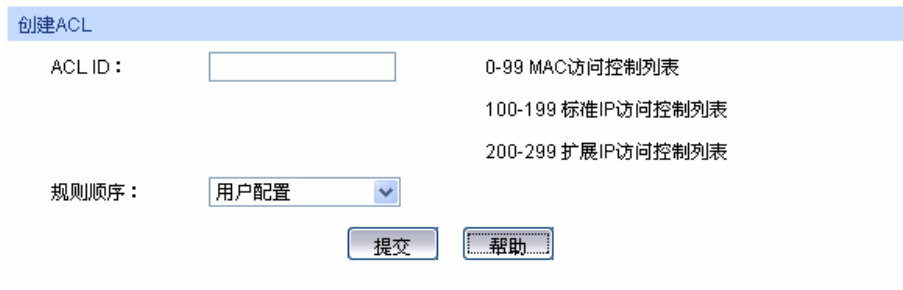 创建ACL
ACL ID： 0-99 MAC访问控制列表
100-199 标准IP访问控制列表
200-299 扩展IP访问控制列表
规则顺序： 用户配置
提交 帮助